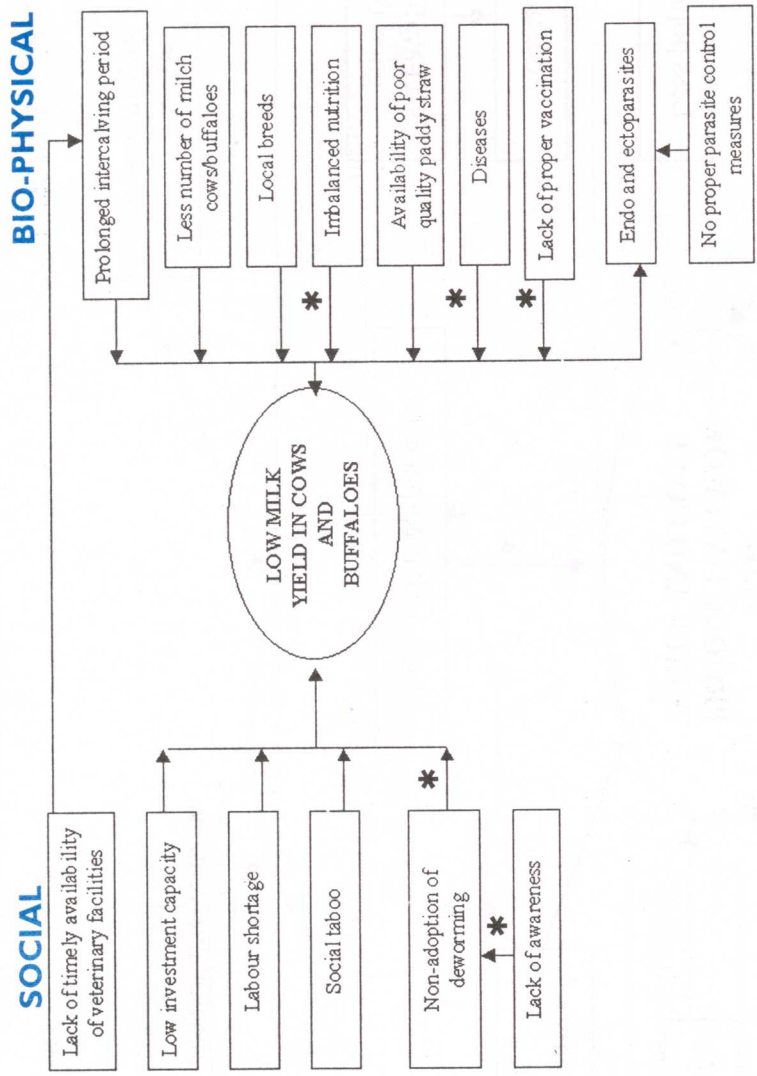 SOCIAL
Lack of timely availability
of veterinary facilities
Low investment capacity
Labour shortage
Social taboo
Non-adoption of
deworming
*
Lack of awareness
*
LOW MILK
YIELD IN COWS
AND
BUFFALOES
BIO-PHYSICAL
Prolonged intercalving period
Less number of milch
cows/buffaloes
Local breeds
Imbalanced nutrition
*
Availability of poor
quality paddy straw
Diseases
*
Lack of proper vaccination
*
Endo and ectoparasites
No proper parasite control
measures